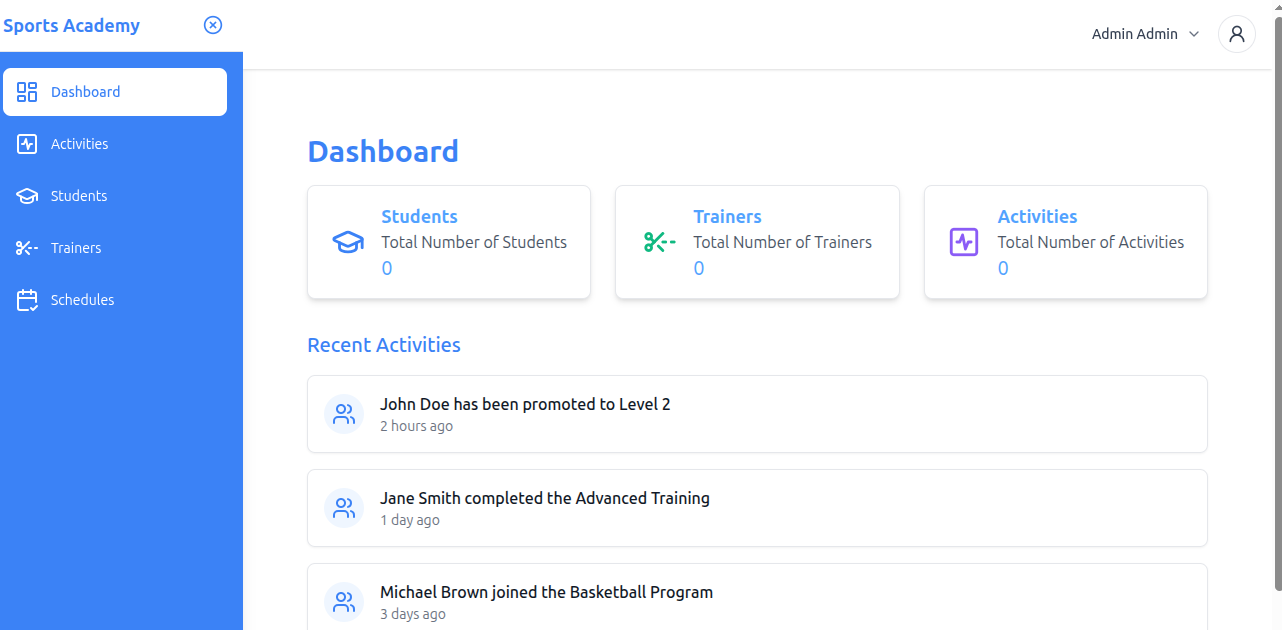 Sports Academy
Admin Admin
Dashboard
Activities
Students
Trainers
Schedules
Dashboard
Students
Total Number of Students
0
Trainers
Total Number of Trainers
0
Activities
Total Number of Activities
0
Recent Activities
John Doe has been promoted to Level 2
2 hours ago
Jane Smith completed the Advanced Training
1 day ago
Michael Brown joined the Basketball Program
3 days ago